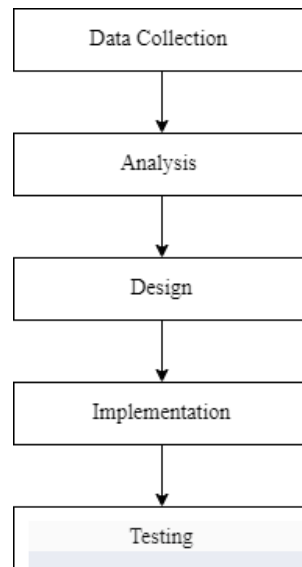 Data Collection
Analysis
Design
Implementation
Testing